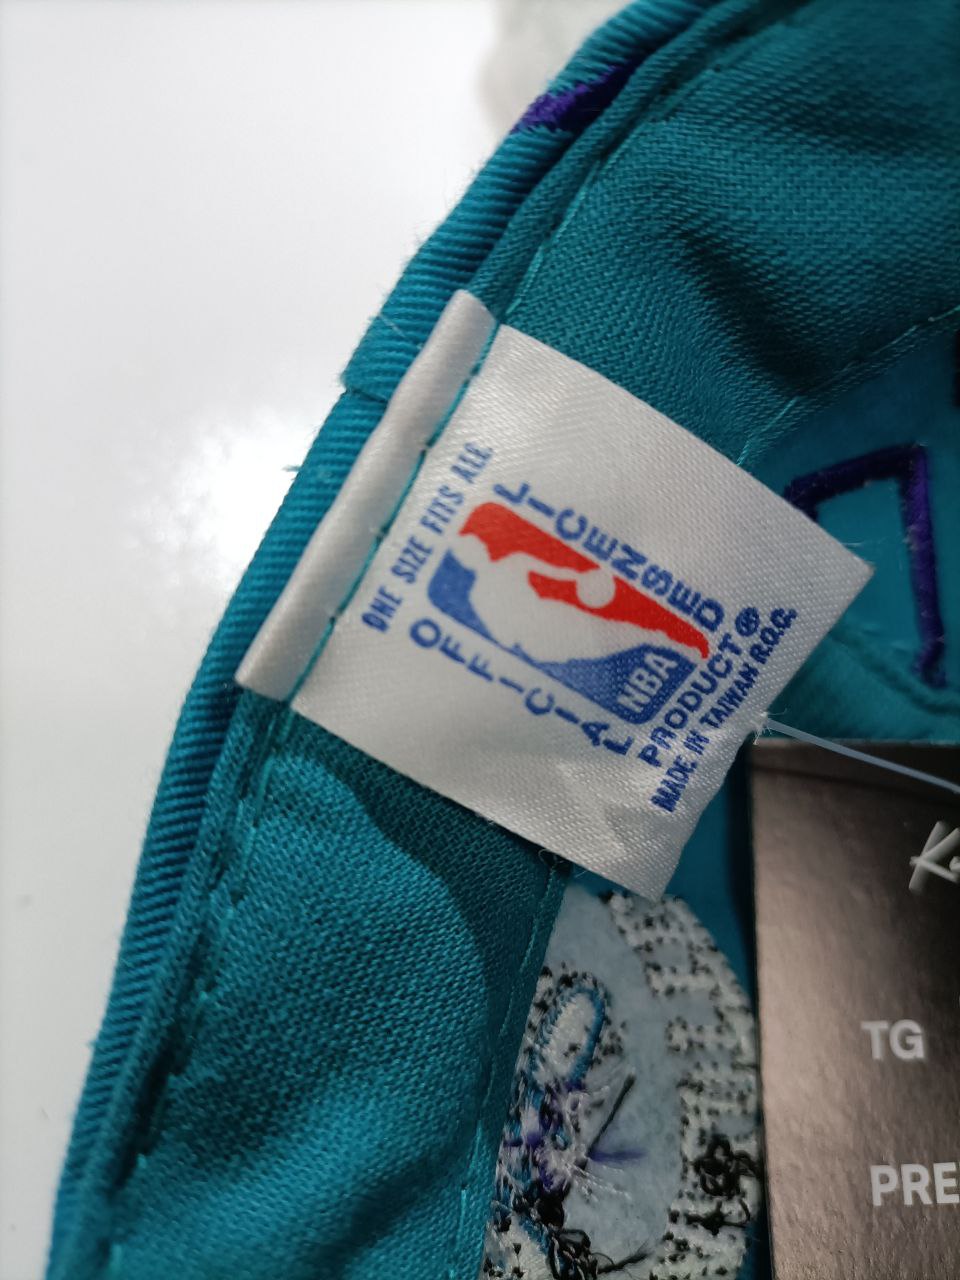 ONE SIZE FITS ALL
OFFICIAL LICENSED
NBA
PRODUCT®
MADE IN TAIWAN R.O.C.
TG